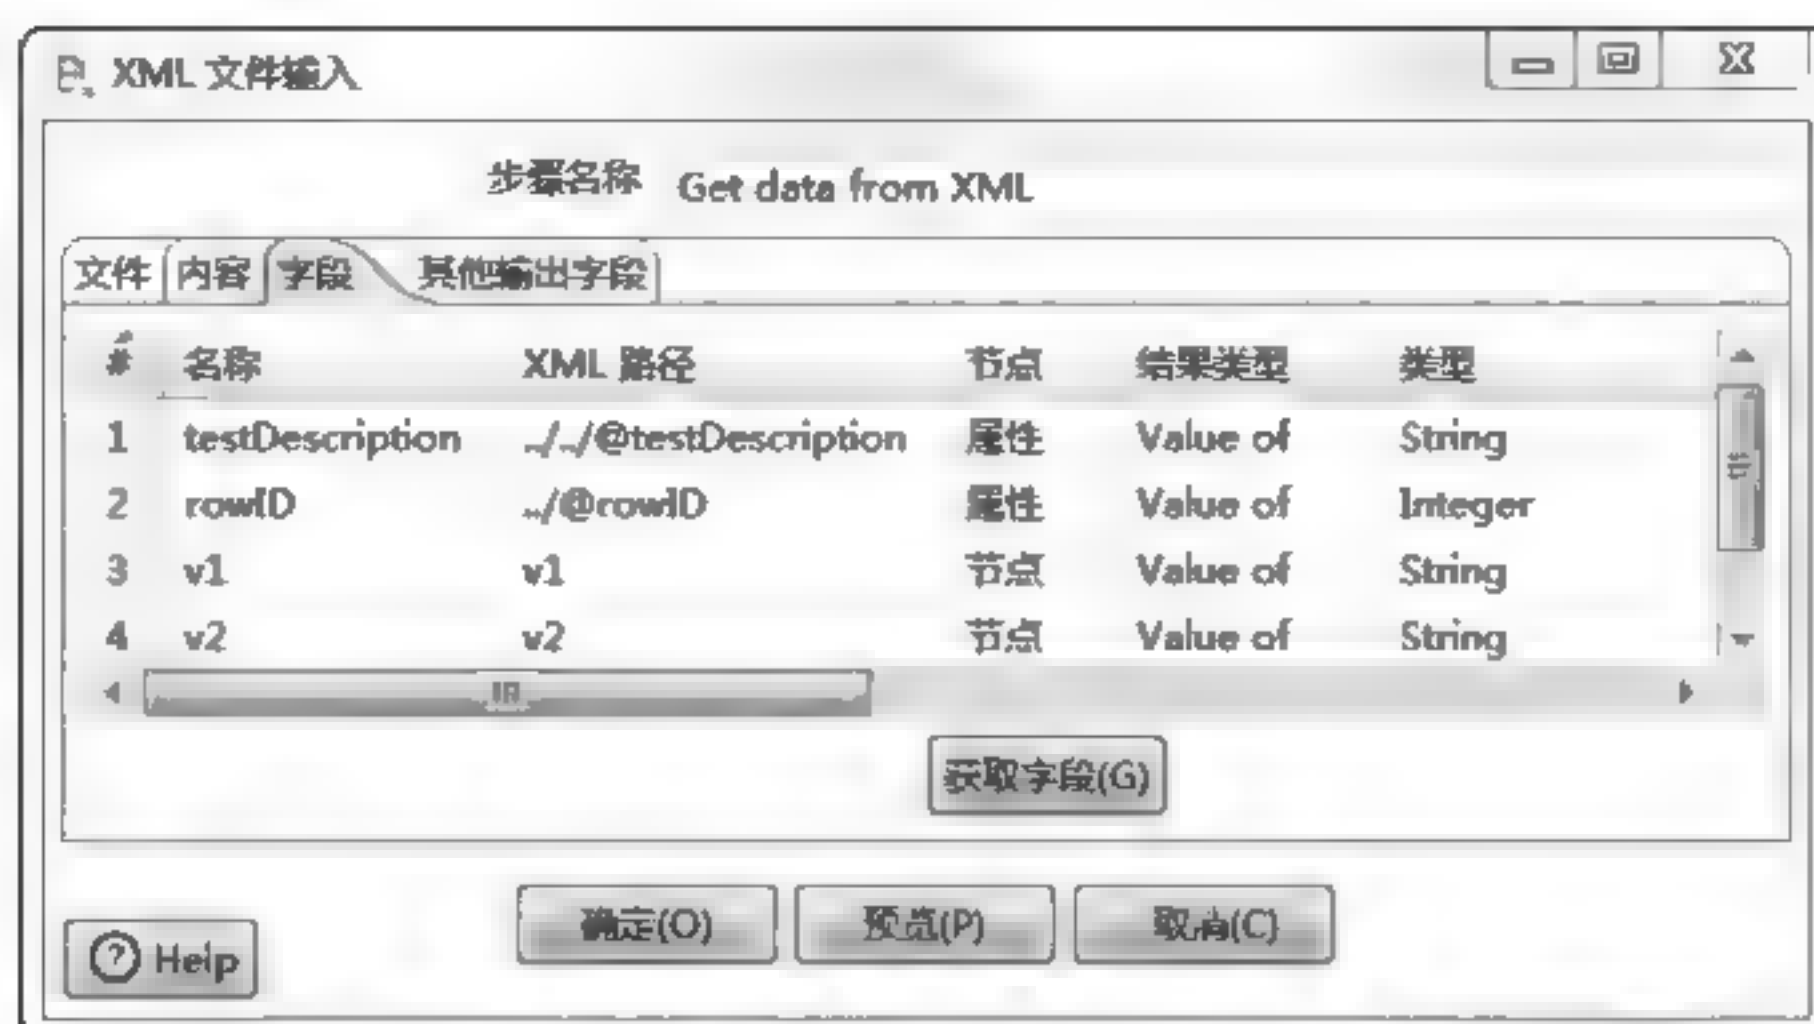 XML 文件输入
步骤名称 Get data from XML
文件 内容 字段 其他输出字段
# 名称 XML 路径 节点 结果类型 类型
1 testDescription ../../@testDescription 属性 Value of String
2 rowID ../@rowID 属性 Value of Integer
3 v1 v1 节点 Value of String
4 v2 v2 节点 Value of String
获取字段(G)
确定(O) 预览(P) 取消(C)
? Help